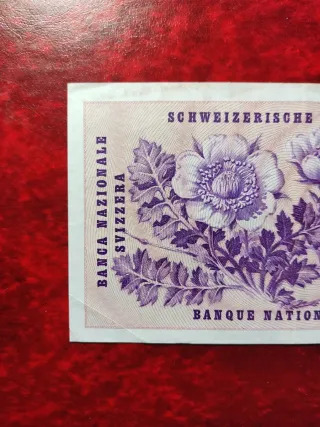 SCHWEIZERISCHE
BANCA NAZIONALE
SVIZZERA
BANQUE NATION